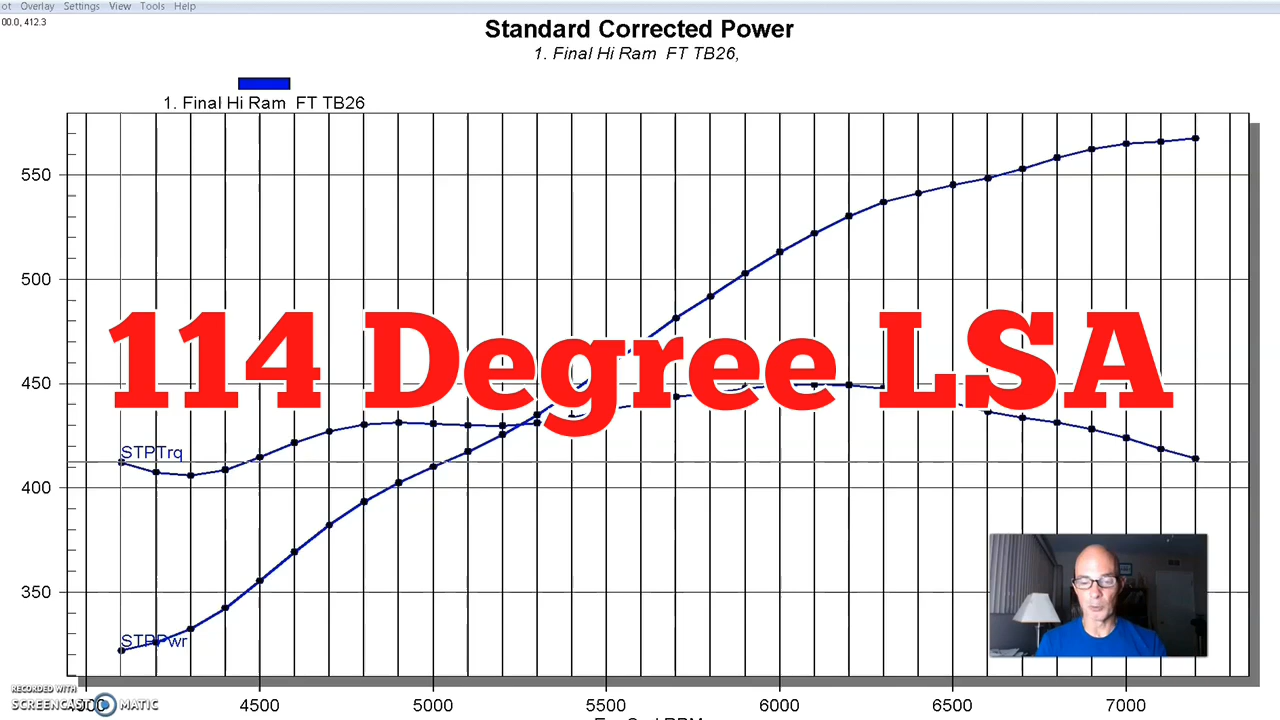 ot Overlay Settings View Tools Help
00.0, 412.3
Standard Corrected Power
1. Final Hi Ram FT TB26,
1. Final Hi Ram FT TB26
550
500
114 Degree LSA
450
STPTrq
400
350
STPPwr
RECORDED WITH
SCREENCAST MATIC
4500 5000 5500 6000 6500 7000
RPM